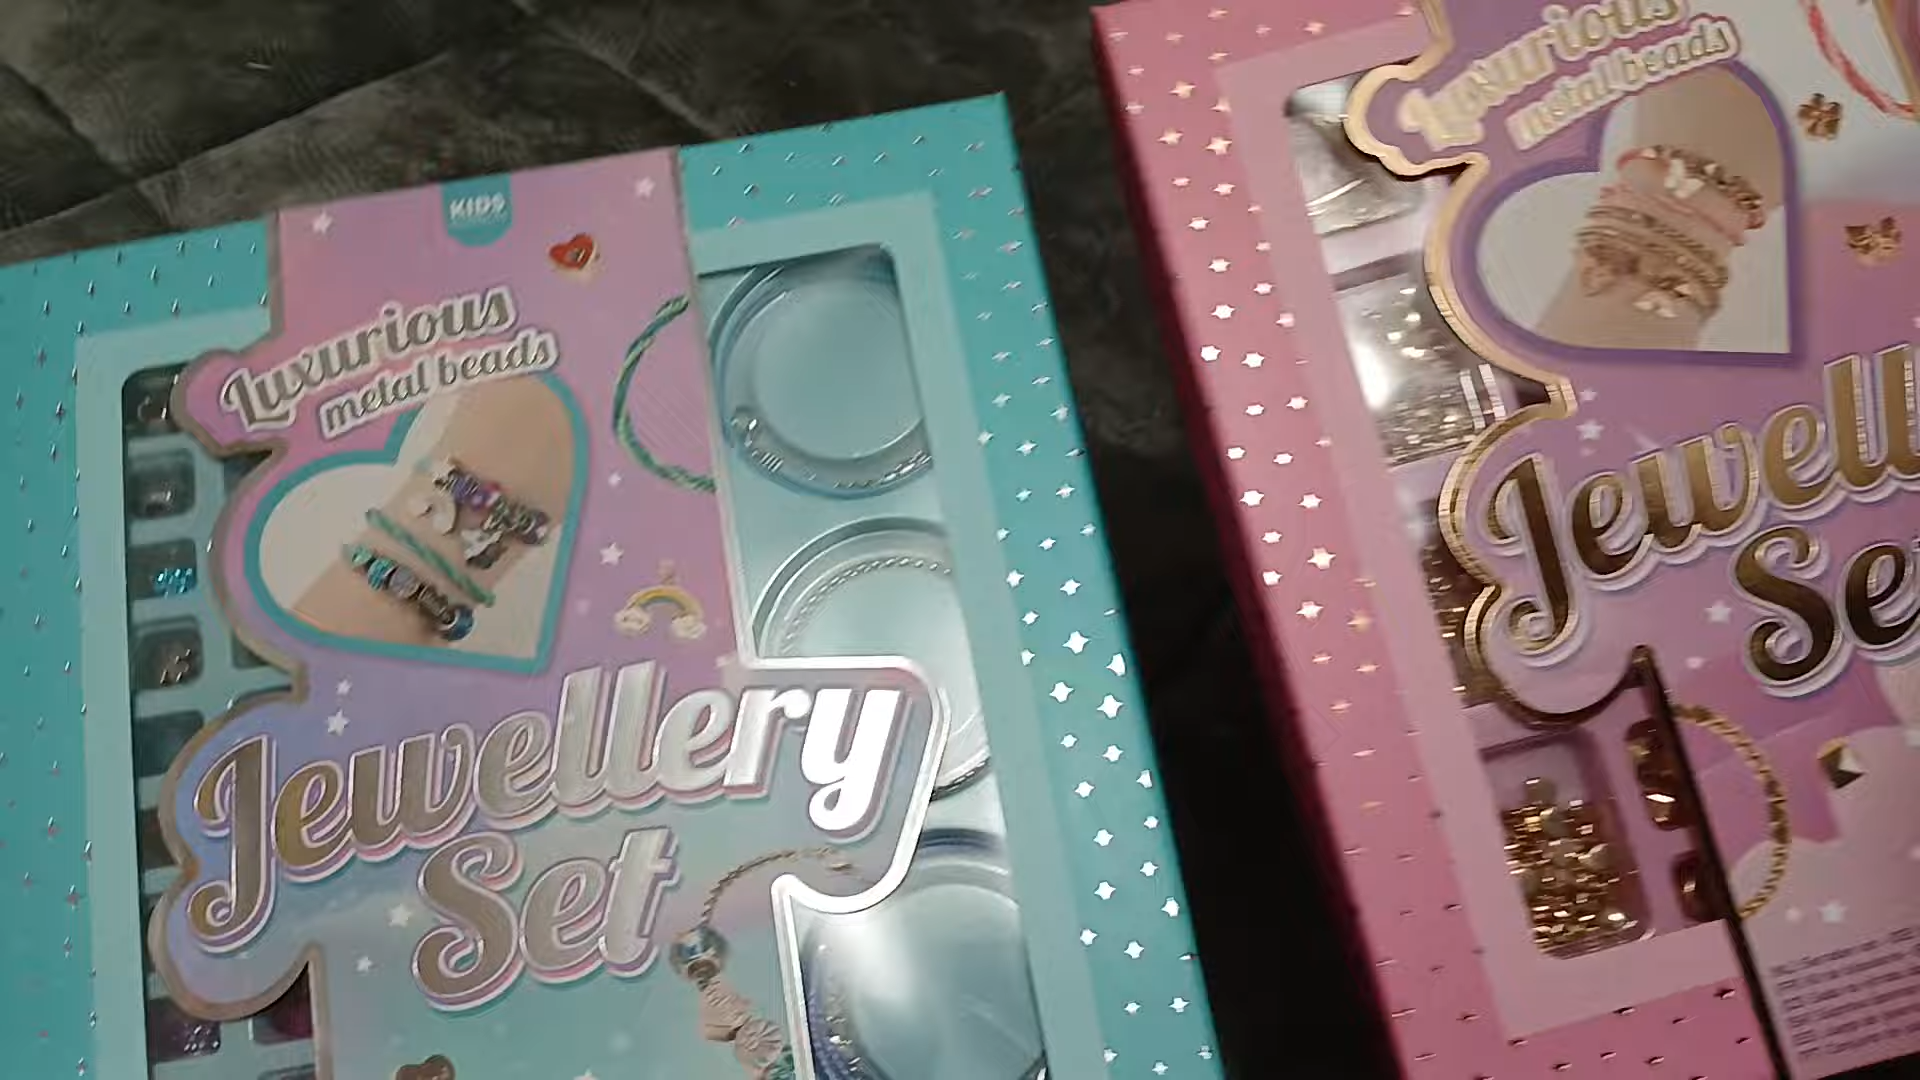 KIDS
Luxurious
metal beads
Jewellery
Set
Luxurious
metal beads
Jewell
Se